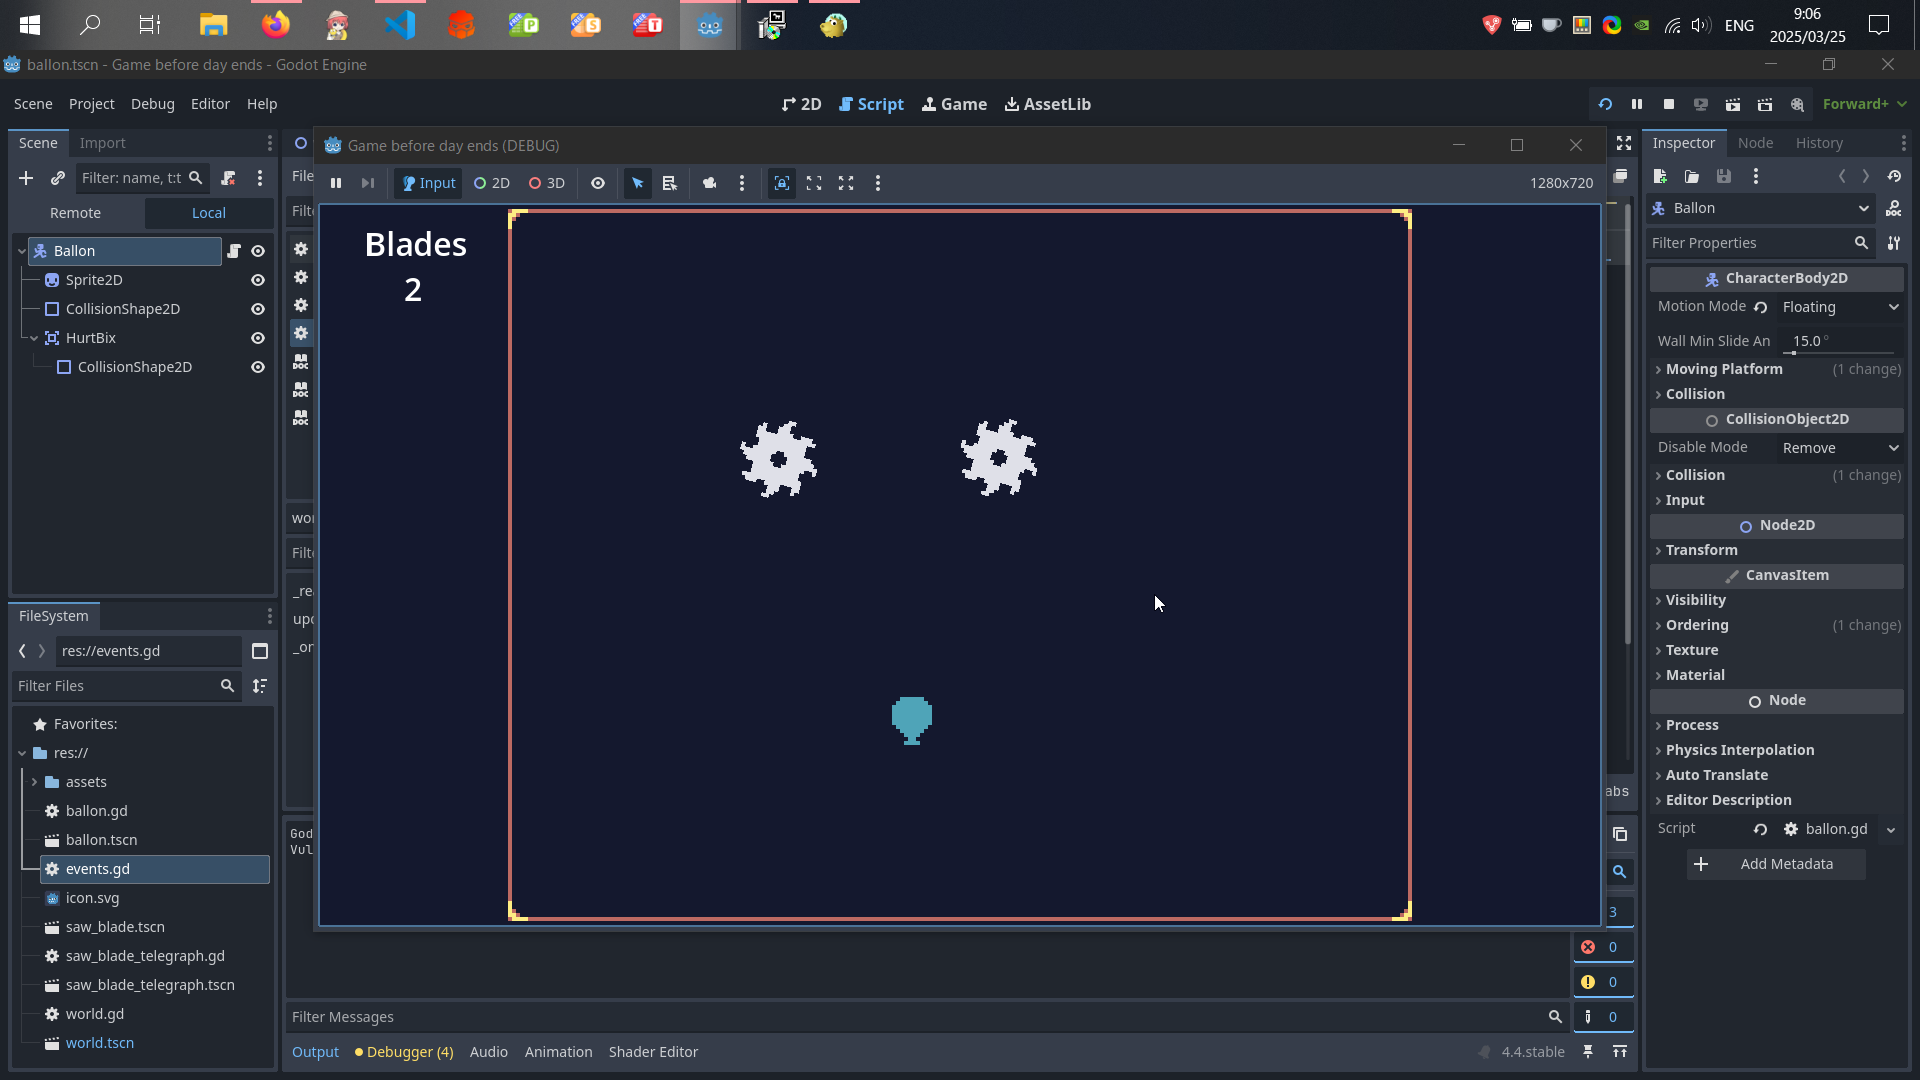 ENG
9:06
2025/03/25
ballon.tscn - Game before day ends - Godot Engine
Scene Project Debug Editor Help
2D Script Game AssetLib
Forward+
Scene Import
Filter: name, t:t
Remote Local
Ballon
Sprite2D
CollisionShape2D
HurtBix
CollisionShape2D
FileSystem
res://events.gd
Filter Files
Favorites:
res://
assets
ballon.gd
ballon.tscn
events.gd
icon.svg
saw_blade.tscn
saw_blade_telegraph.gd
saw_blade_telegraph.tscn
world.gd
world.tscn
File
Filt
DOC
DOC
DOC
wor
Filt
_re
upd
_or
God
Vul
Game before day ends (DEBUG)
Input 2D 3D
1280x720
Blades
2
abs
3
0
0
0
Filter Messages
Output Debugger (4) Audio Animation Shader Editor
4.4.stable
Inspector Node History
Ballon
DOC
Filter Properties
CharacterBody2D
Motion Mode Floating
Wall Min Slide An 15.0 °
Moving Platform (1 change)
Collision
CollisionObject2D
Disable Mode Remove
Collision (1 change)
Input
Node2D
Transform
CanvasItem
Visibility
Ordering (1 change)
Texture
Material
Node
Process
Physics Interpolation
Auto Translate
Editor Description
Script ballon.gd
Add Metadata